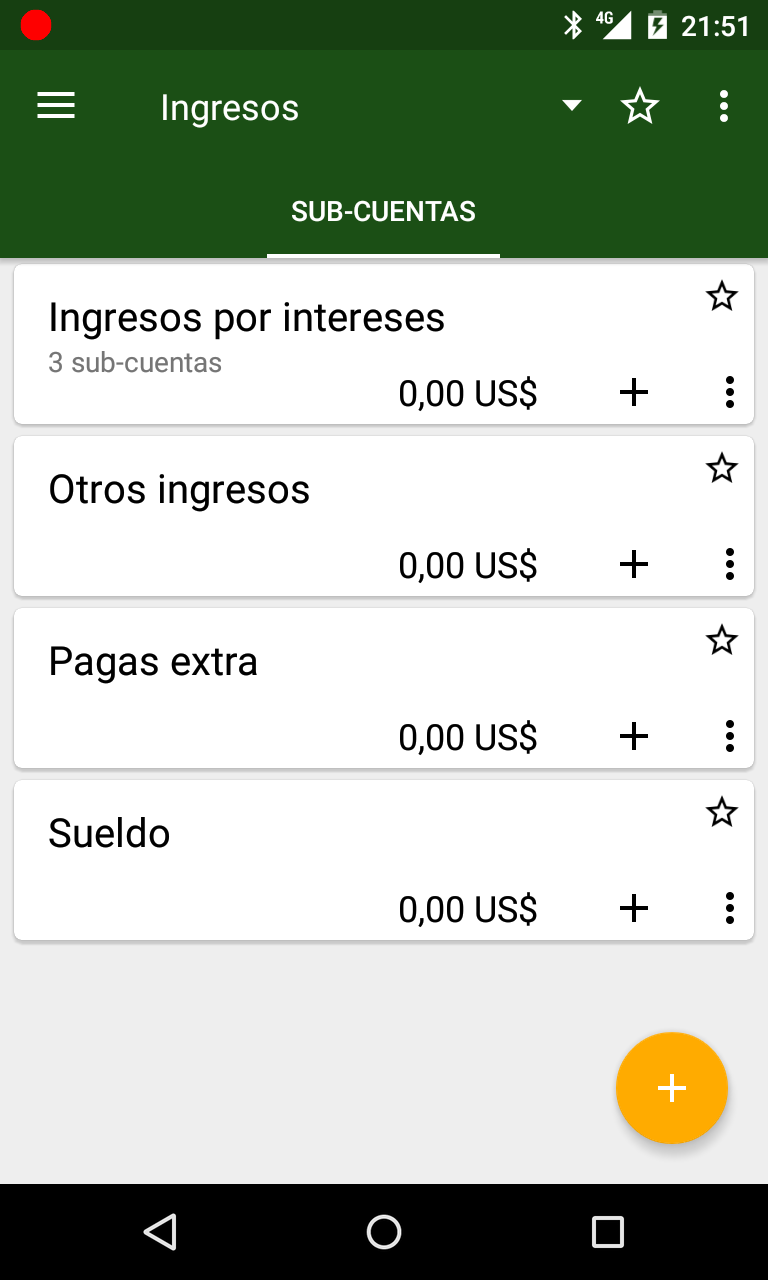 4G 21:51
Ingresos
SUB-CUENTAS
Ingresos por intereses
3 sub-cuentas
0,00 US$
Otros ingresos
0,00 US$
Pagas extra
0,00 US$
Sueldo
0,00 US$